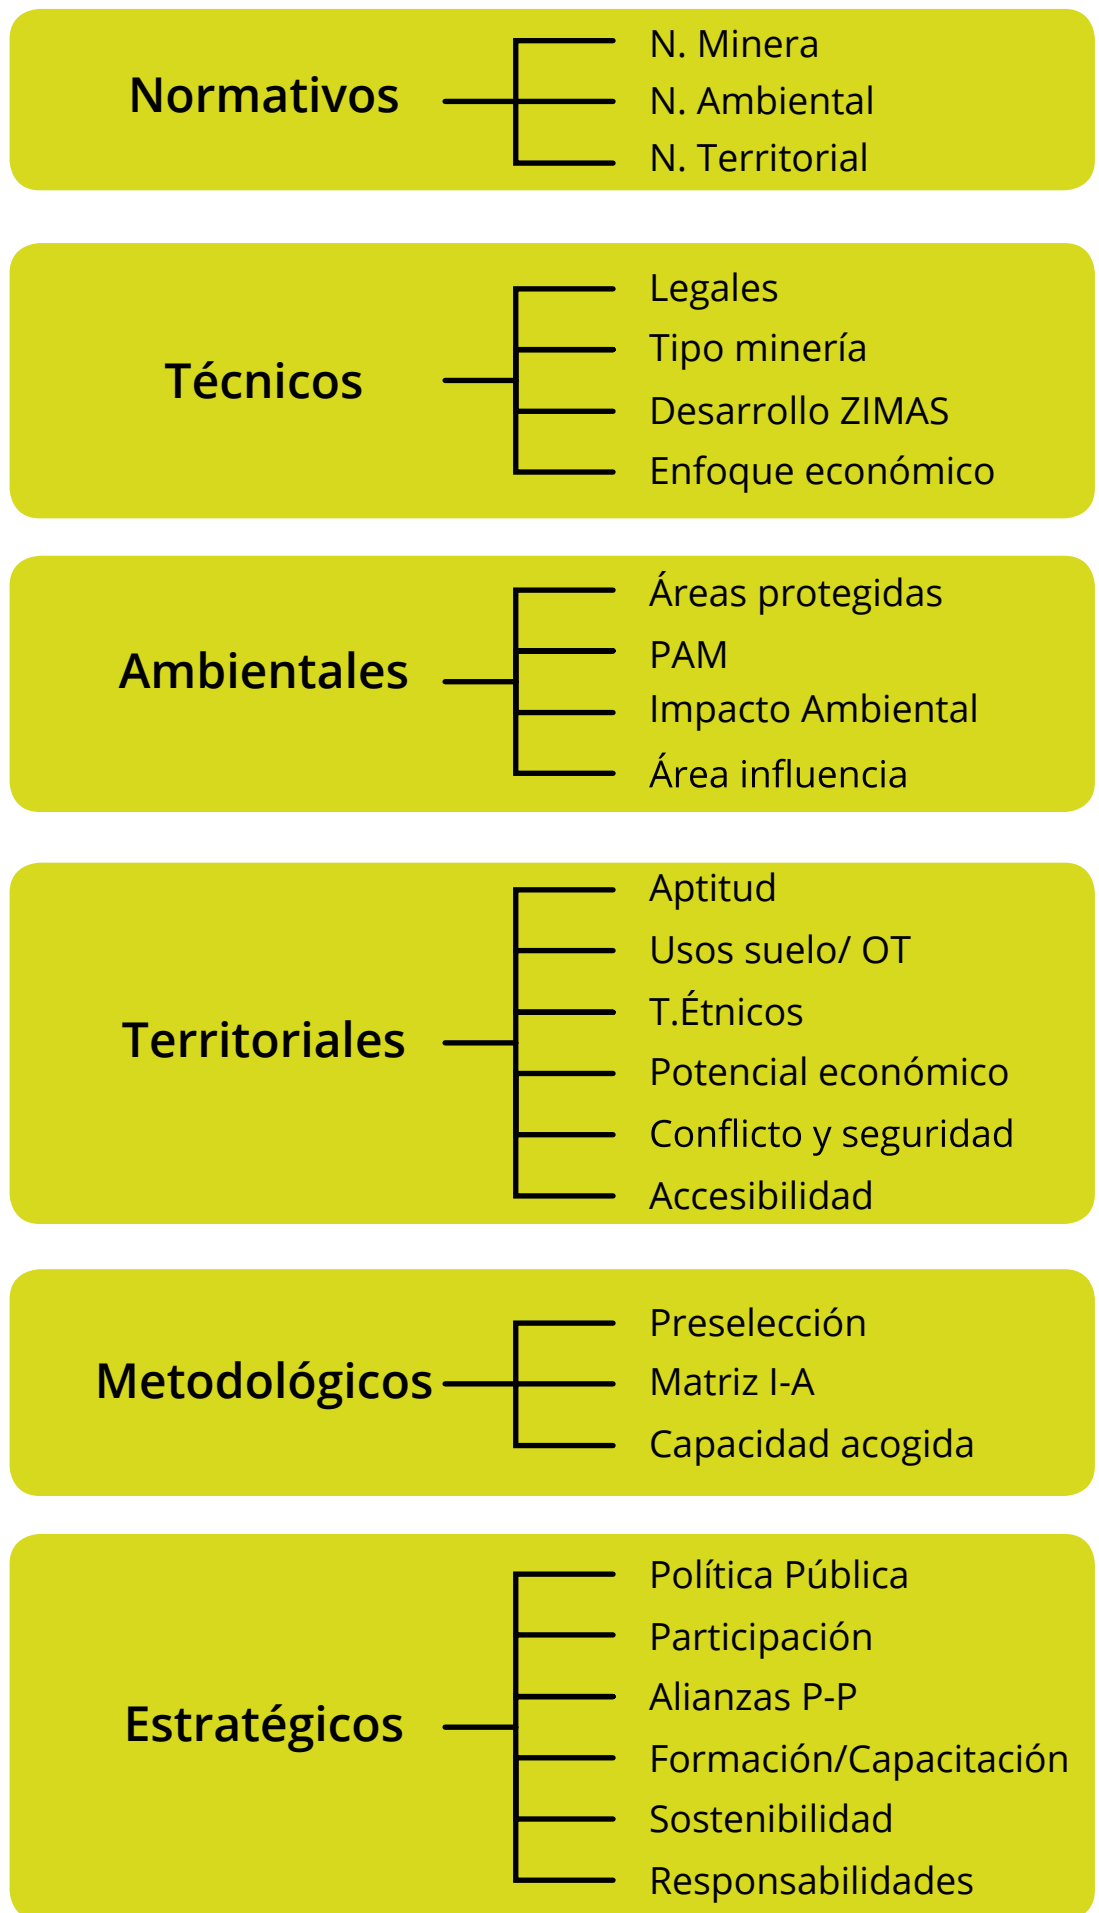 Normativos
N. Minera
N. Ambiental
N. Territorial
Técnicos
Legales
Tipo minería
Desarrollo ZIMAS
Enfoque económico
Ambientales
Áreas protegidas
PAM
Impacto Ambiental
Área influencia
Territoriales
Aptitud
Usos suelo/ OT
T.Étnicos
Potencial económico
Conflicto y seguridad
Accesibilidad
Metodológicos
Preselección
Matriz I-A
Capacidad acogida
Estratégicos
Política Pública
Participación
Alianzas P-P
Formación/Capacitación
Sostenibilidad
Responsabilidades